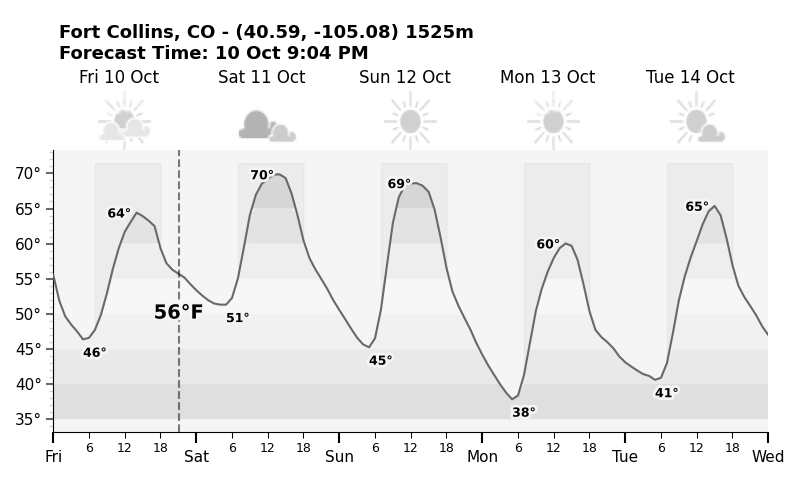 Fort Collins, CO - (40.59, -105.08) 1525m
Forecast Time: 10 Oct 9:04 PM
Fri 10 Oct Sat 11 Oct Sun 12 Oct Mon 13 Oct Tue 14 Oct
70°
65°
60°
55°
50°
45°
40°
35°
64° 70° 69° 60° 65°
56°F
46° 51° 45° 38° 41°
6 12 18 6 12 18 6 12 18 6 12 18 6 12 18
Fri Sat Sun Mon Tue Wed